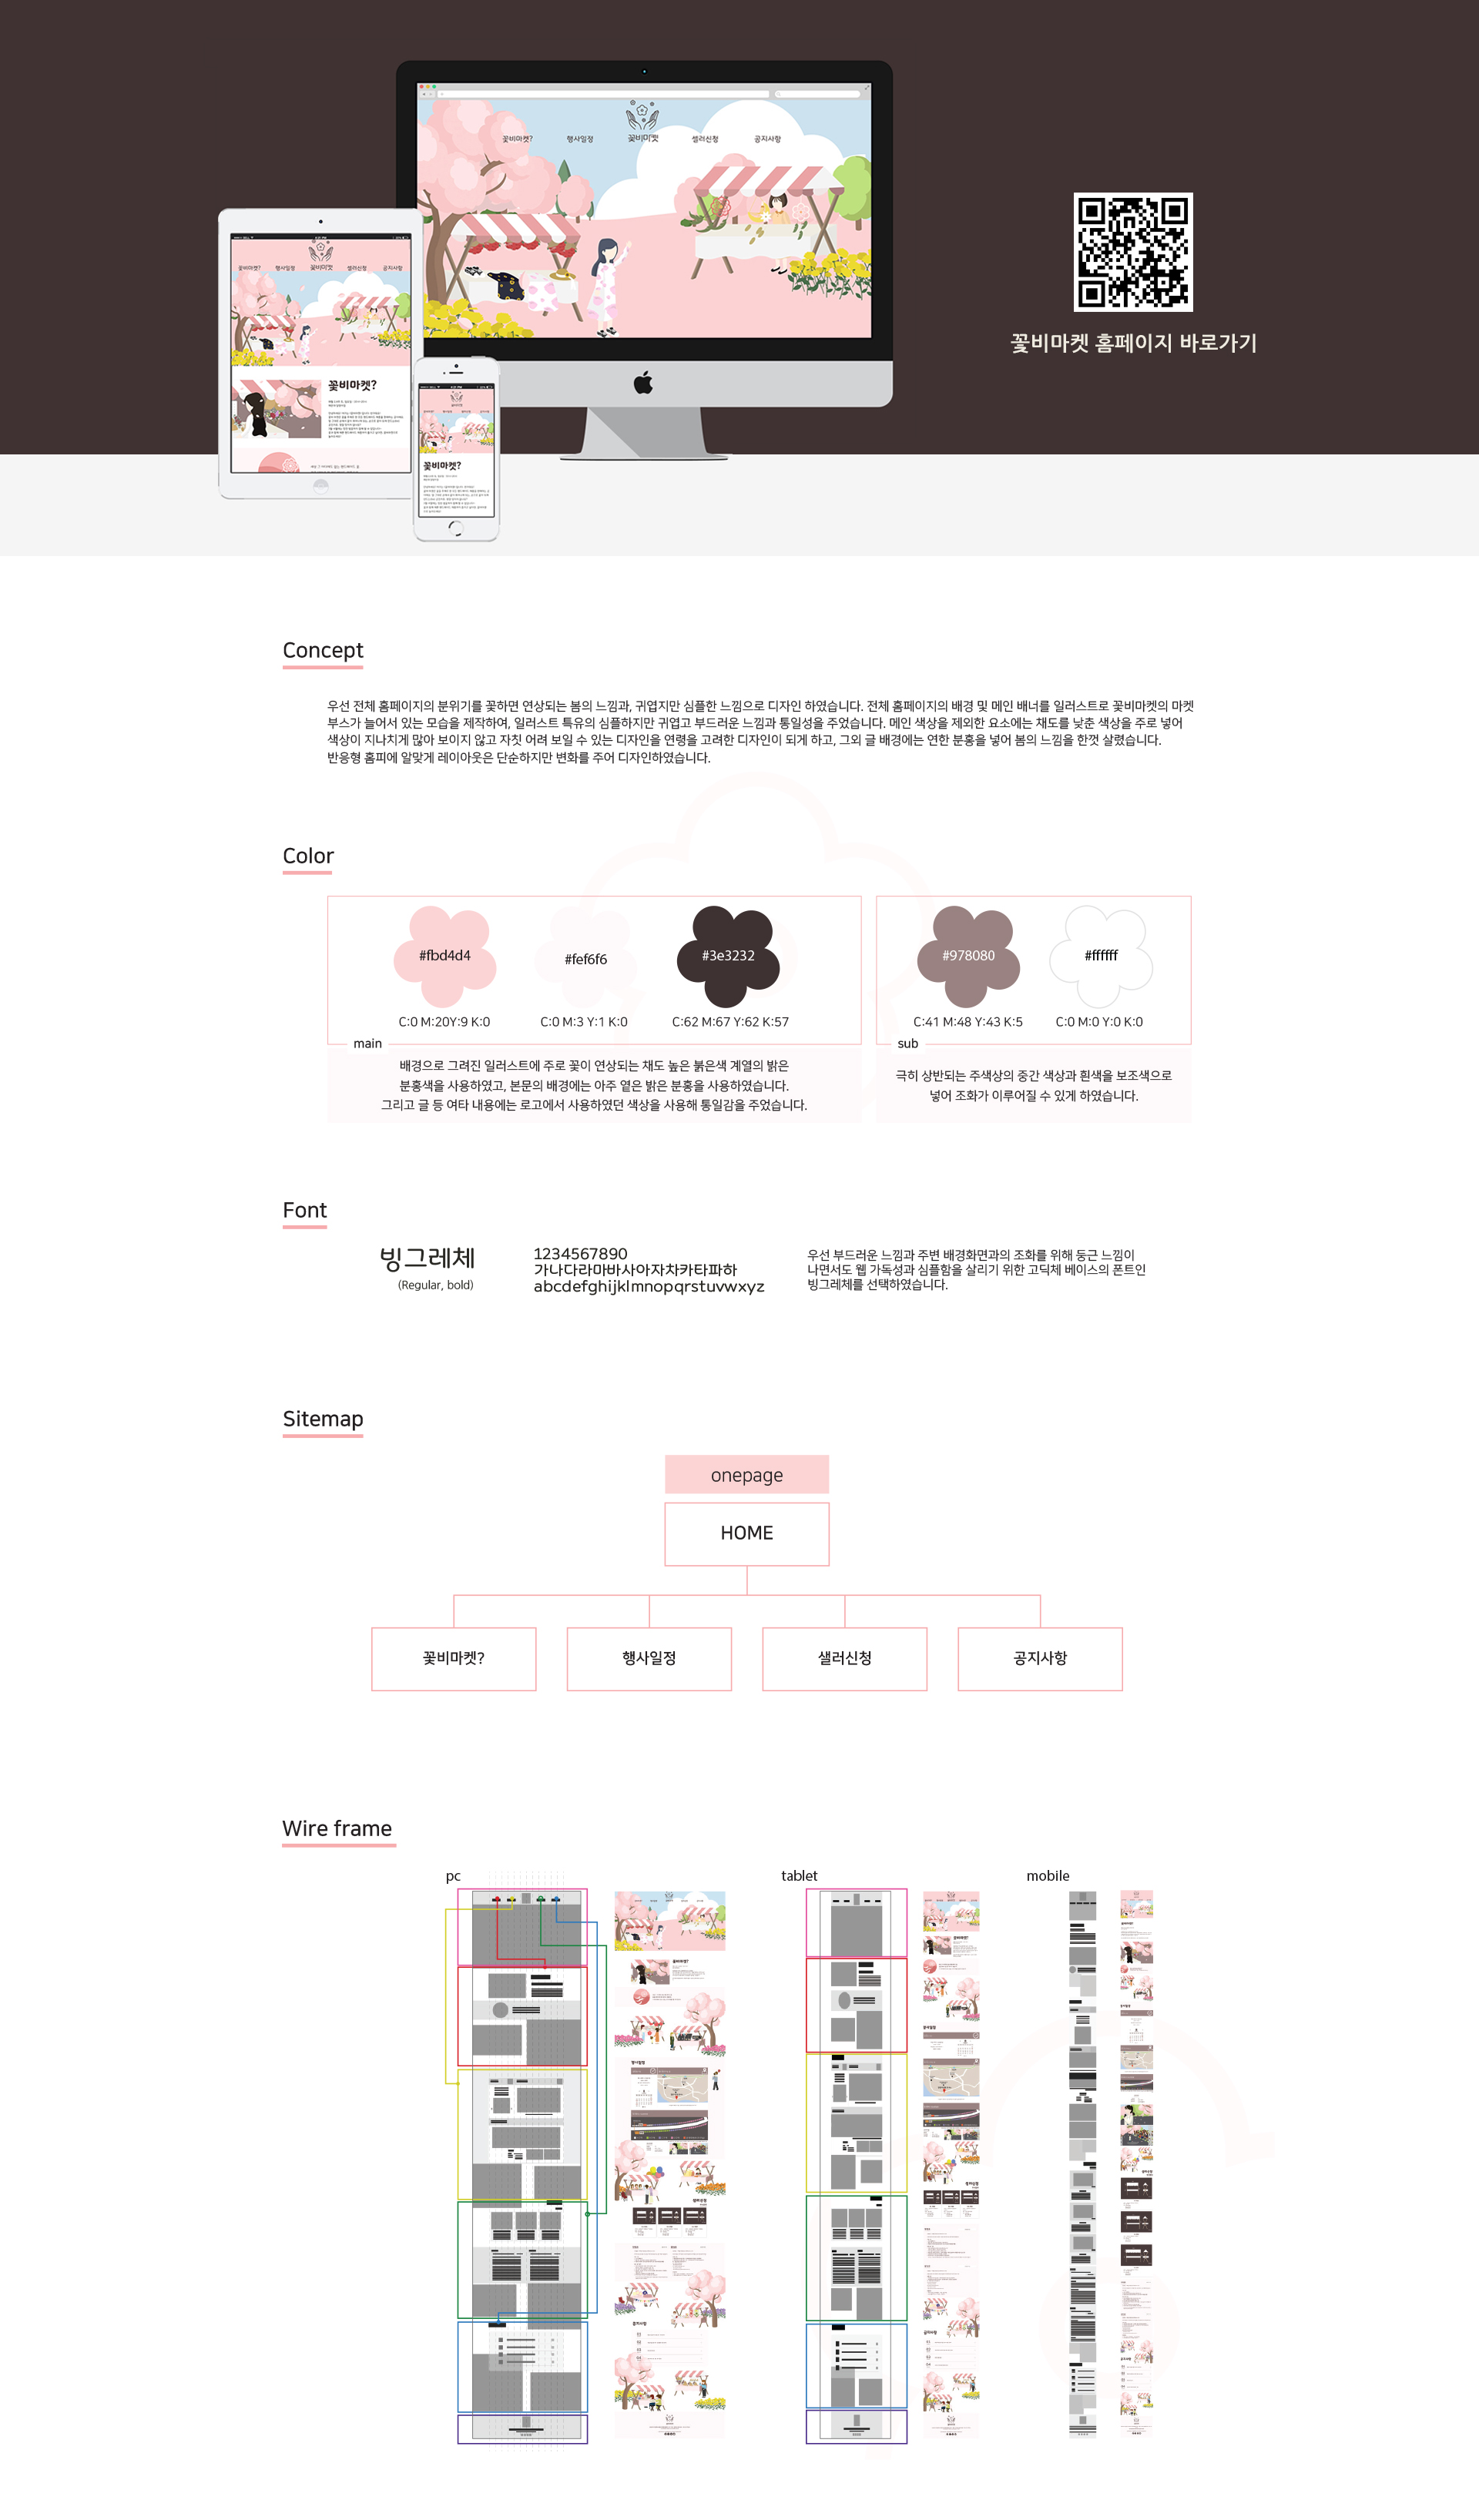 꽃비마켓?
행사일정
꽃비마켓
셀러신청
공지사항
꽃비마켓?
행사일정
꽃비마켓
셀러신청
공지사항
꽃비마켓?
꽃비마켓?
꽃비마켓 홈페이지 바로가기
Concept
우선 전체 홈페이지의 분위기를 꽃하면 연상되는 봄의 느낌과, 귀엽지만 심플한 느낌으로 디자인 하였습니다. 전체 홈페이지의 배경 및 메인 배너를 일러스트로 꽃비마켓의 마켓
부스가 늘어서 있는 모습을 제작하여, 일러스트 특유의 심플하지만 귀엽고 부드러운 느낌과 통일성을 주었습니다. 메인 색상을 제외한 요소에는 채도를 낮춘 색상을 주로 넣어
색상이 지나치게 많아 보이지 않고 자칫 어려 보일 수 있는 디자인을 연령을 고려한 디자인이 되게 하고, 그외 글 배경에는 연한 분홍을 넣어 봄의 느낌을 한껏 살렸습니다.
반응형 홈피에 알맞게 레이아웃은 단순하지만 변화를 주어 디자인하였습니다.
Color
#fbd4d4
#fef6f6
#3e3232
#978080
#ffffff
C:0 M:20Y:9 K:0
C:0 M:3 Y:1 K:0
C:62 M:67 Y:62 K:57
C:41 M:48 Y:43 K:5
C:0 M:0 Y:0 K:0
main
배경으로 그려진 일러스트에 주로 꽃이 연상되는 채도 높은 붉은색 계열의 밝은
분홍색을 사용하였고, 본문의 배경에는 아주 옅은 밝은 분홍을 사용하였습니다.
그리고 글 등 여타 내용에는 로고에서 사용하였던 색상을 사용해 통일감을 주었습니다.
sub
극히 상반되는 주색상의 중간 색상과 흰색을 보조색으로
넣어 조화가 이루어질 수 있게 하였습니다.
Font
빙그레체
(Regular, bold)
1234567890
가나다라마바사아자차카타파하
abcdefghijklmnopqrstuvwxyz
우선 부드러운 느낌과 주변 배경화면과의 조화를 위해 둥근 느낌이
나면서도 웹 가독성과 심플함을 살리기 위한 고딕체 베이스의 폰트인
빙그레체를 선택하였습니다.
Sitemap
onepage
HOME
꽃비마켓?
행사일정
샐러신청
공지사항
Wire frame
pc
tablet
mobile